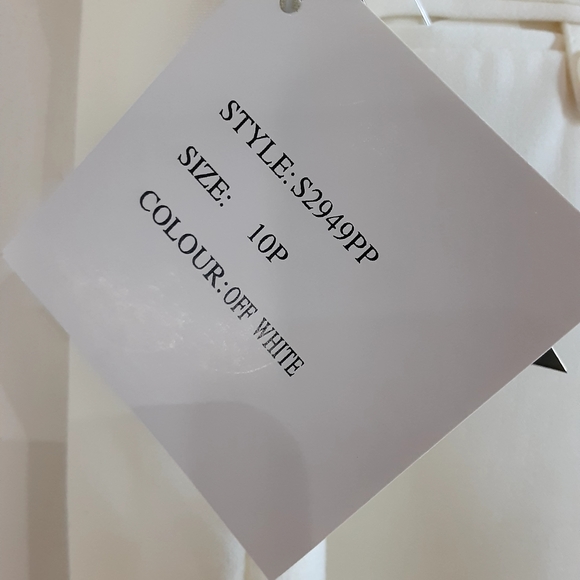 STYLE: S2949PP
SIZE: 10P
COLOUR: OFF WHITE